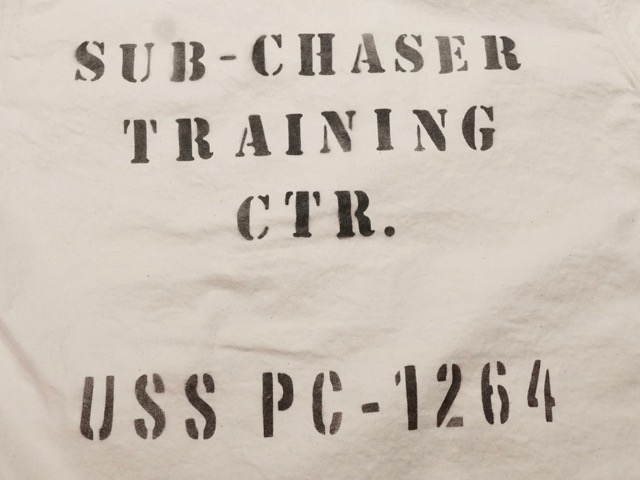 SUB-CHASER
TRAINING
CTR.
USS PC-1264